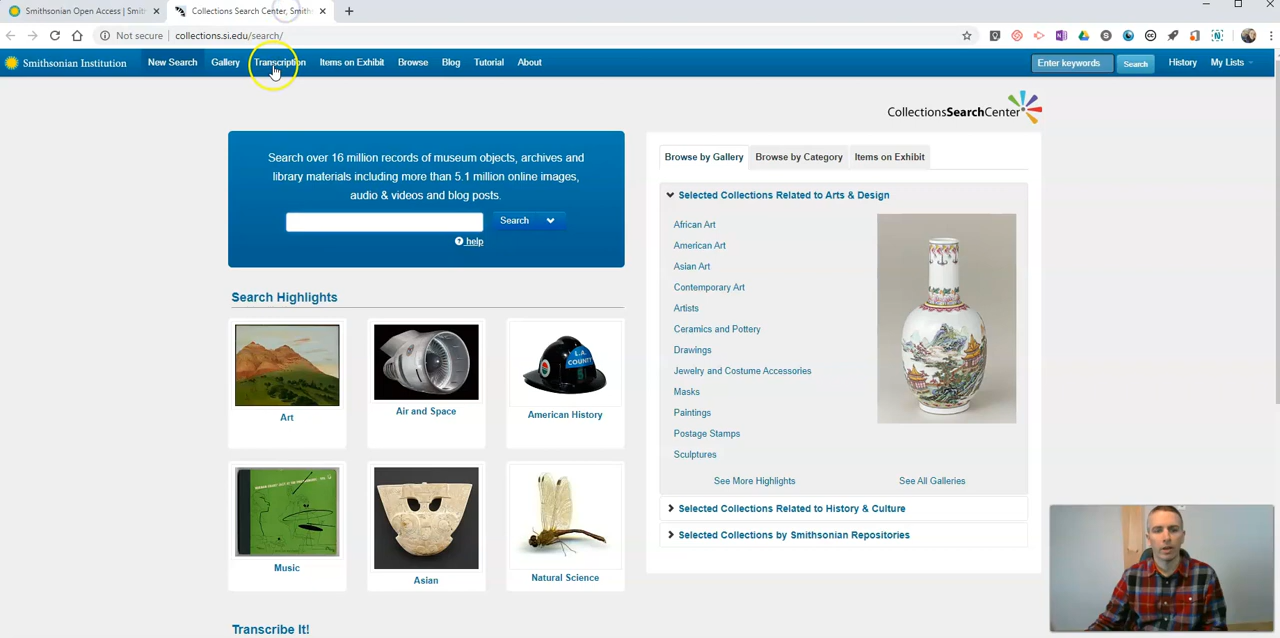 Smithsonian Open Access | Smit
Collections Search Center, Smith
Not secure
collections.si.edu/search/
Smithsonian Institution
New Search
Gallery
Transcription
Items on Exhibit
Browse
Blog
Tutorial
About
Enter keywords
Search
History
My Lists
CollectionsSearchCenter
Search over 16 million records of museum objects, archives and
library materials including more than 5.1 million online images,
audio & videos and blog posts.
Search
help
Browse by Gallery
Browse by Category
Items on Exhibit
Selected Collections Related to Arts & Design
African Art
American Art
Asian Art
Contemporary Art
Artists
Ceramics and Pottery
Drawings
Jewelry and Costume Accessories
Masks
Paintings
Postage Stamps
Sculptures
See More Highlights
See All Galleries
Selected Collections Related to History & Culture
Selected Collections by Smithsonian Repositories
Search Highlights
L.A.
COUNTY
Art
Air and Space
American History
Music
Asian
Natural Science
Transcribe It!